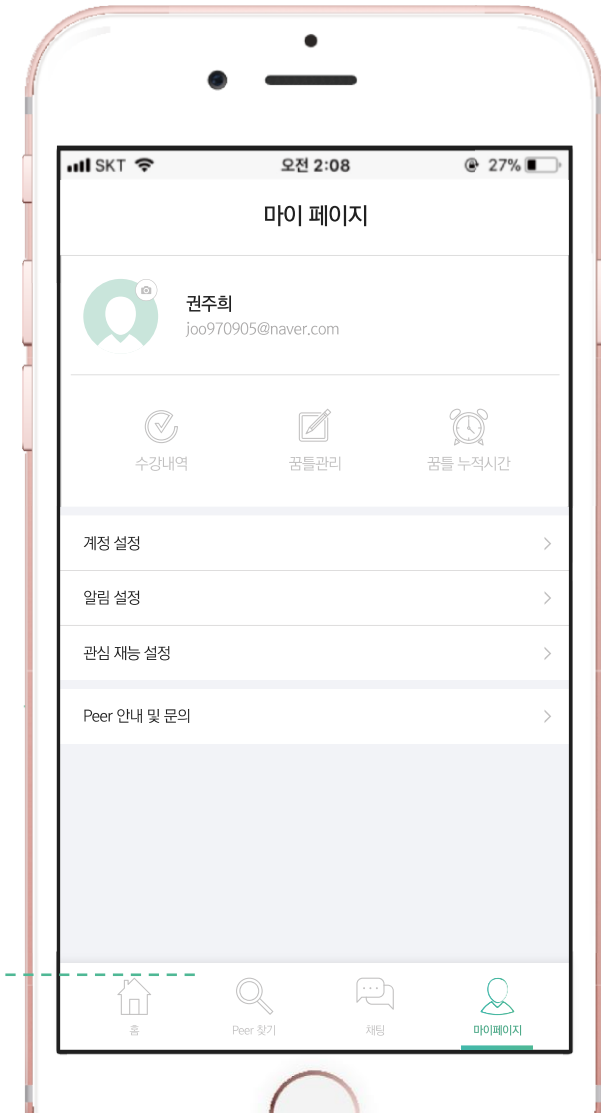 SKT 오전 2:08 27%
마이 페이지
권주희
joo970905@naver.com
수강내역 꿈틀관리 꿈틀 누적시간
계정 설정
알림 설정
관심 재능 설정
Peer 안내 및 문의
홈 Peer 찾기 채팅 마이페이지